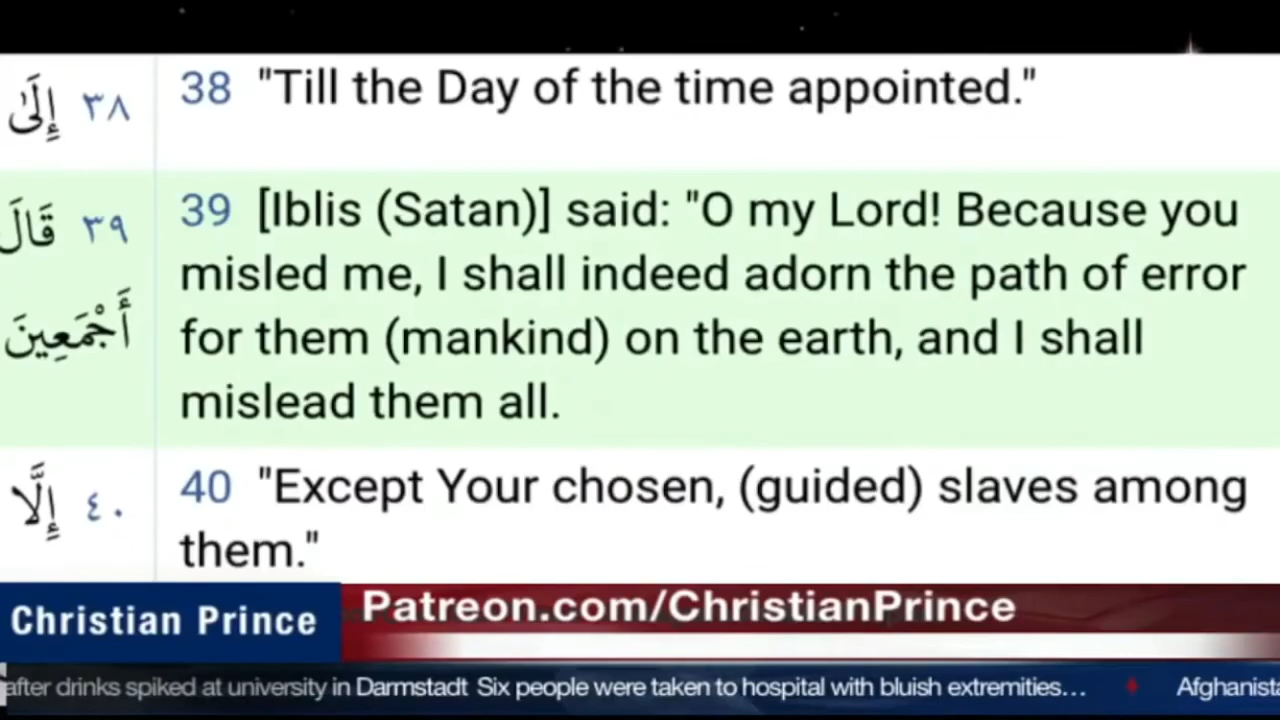 إِلَىٰ ٣٨ 38 "Till the Day of the time appointed."
قَالَ ٣٩ 39 [Iblis (Satan)] said: "O my Lord! Because you
misled me, I shall indeed adorn the path of error
أَجْمَعِينَ for them (mankind) on the earth, and I shall
mislead them all.
إِلَّا ٤٠ 40 "Except Your chosen, (guided) slaves among
them."
Christian Prince Patreon.com/ChristianPrince
after drinks spiked at university in Darmstadt Six people were taken to hospital with bluish extremities...